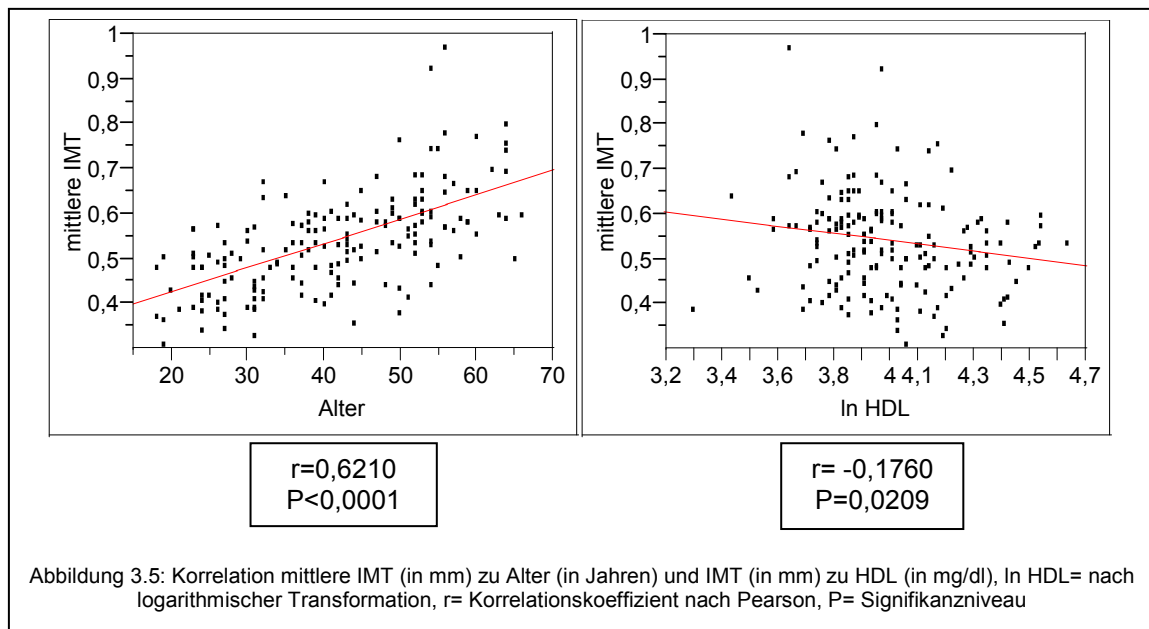 mittlere IMT
1
0,9
0,8
0,7
0,6
0,5
0,4
20 30 40 50 60 70
Alter
mittlere IMT
1
0,9
0,8
0,7
0,6
0,5
0,4
3,2 3,4 3,6 3,8 4 4,1 4,3 4,5 4,7
ln HDL
r=0,6210
P<0,0001
r= -0,1760
P=0,0209
Abbildung 3.5: Korrelation mittlere IMT (in mm) zu Alter (in Jahren) und IMT (in mm) zu HDL (in mg/dl), ln HDL= nach
logarithmischer Transformation, r= Korrelationskoeffizient nach Pearson, P= Signifikanzniveau